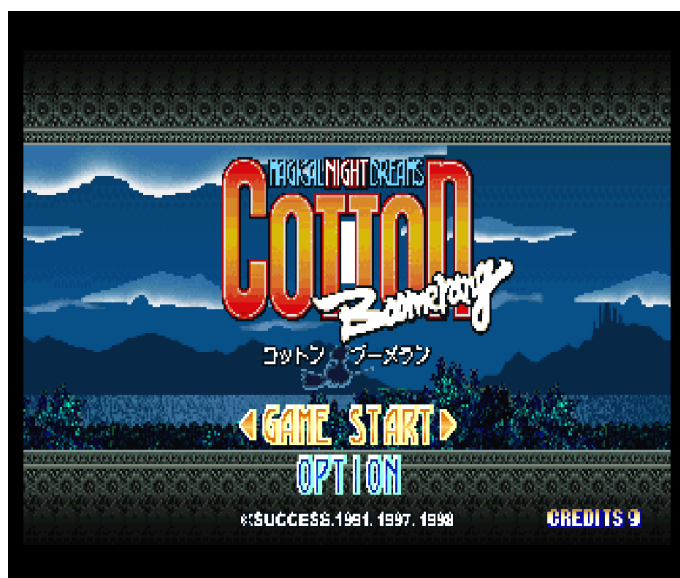 MAGICAL NIGHT DREAMS
COTTON
Boomerang
コットン ブーメラン
GAME START
OPTION
©SUCCESS.1991.1997.1998
CREDITS 9